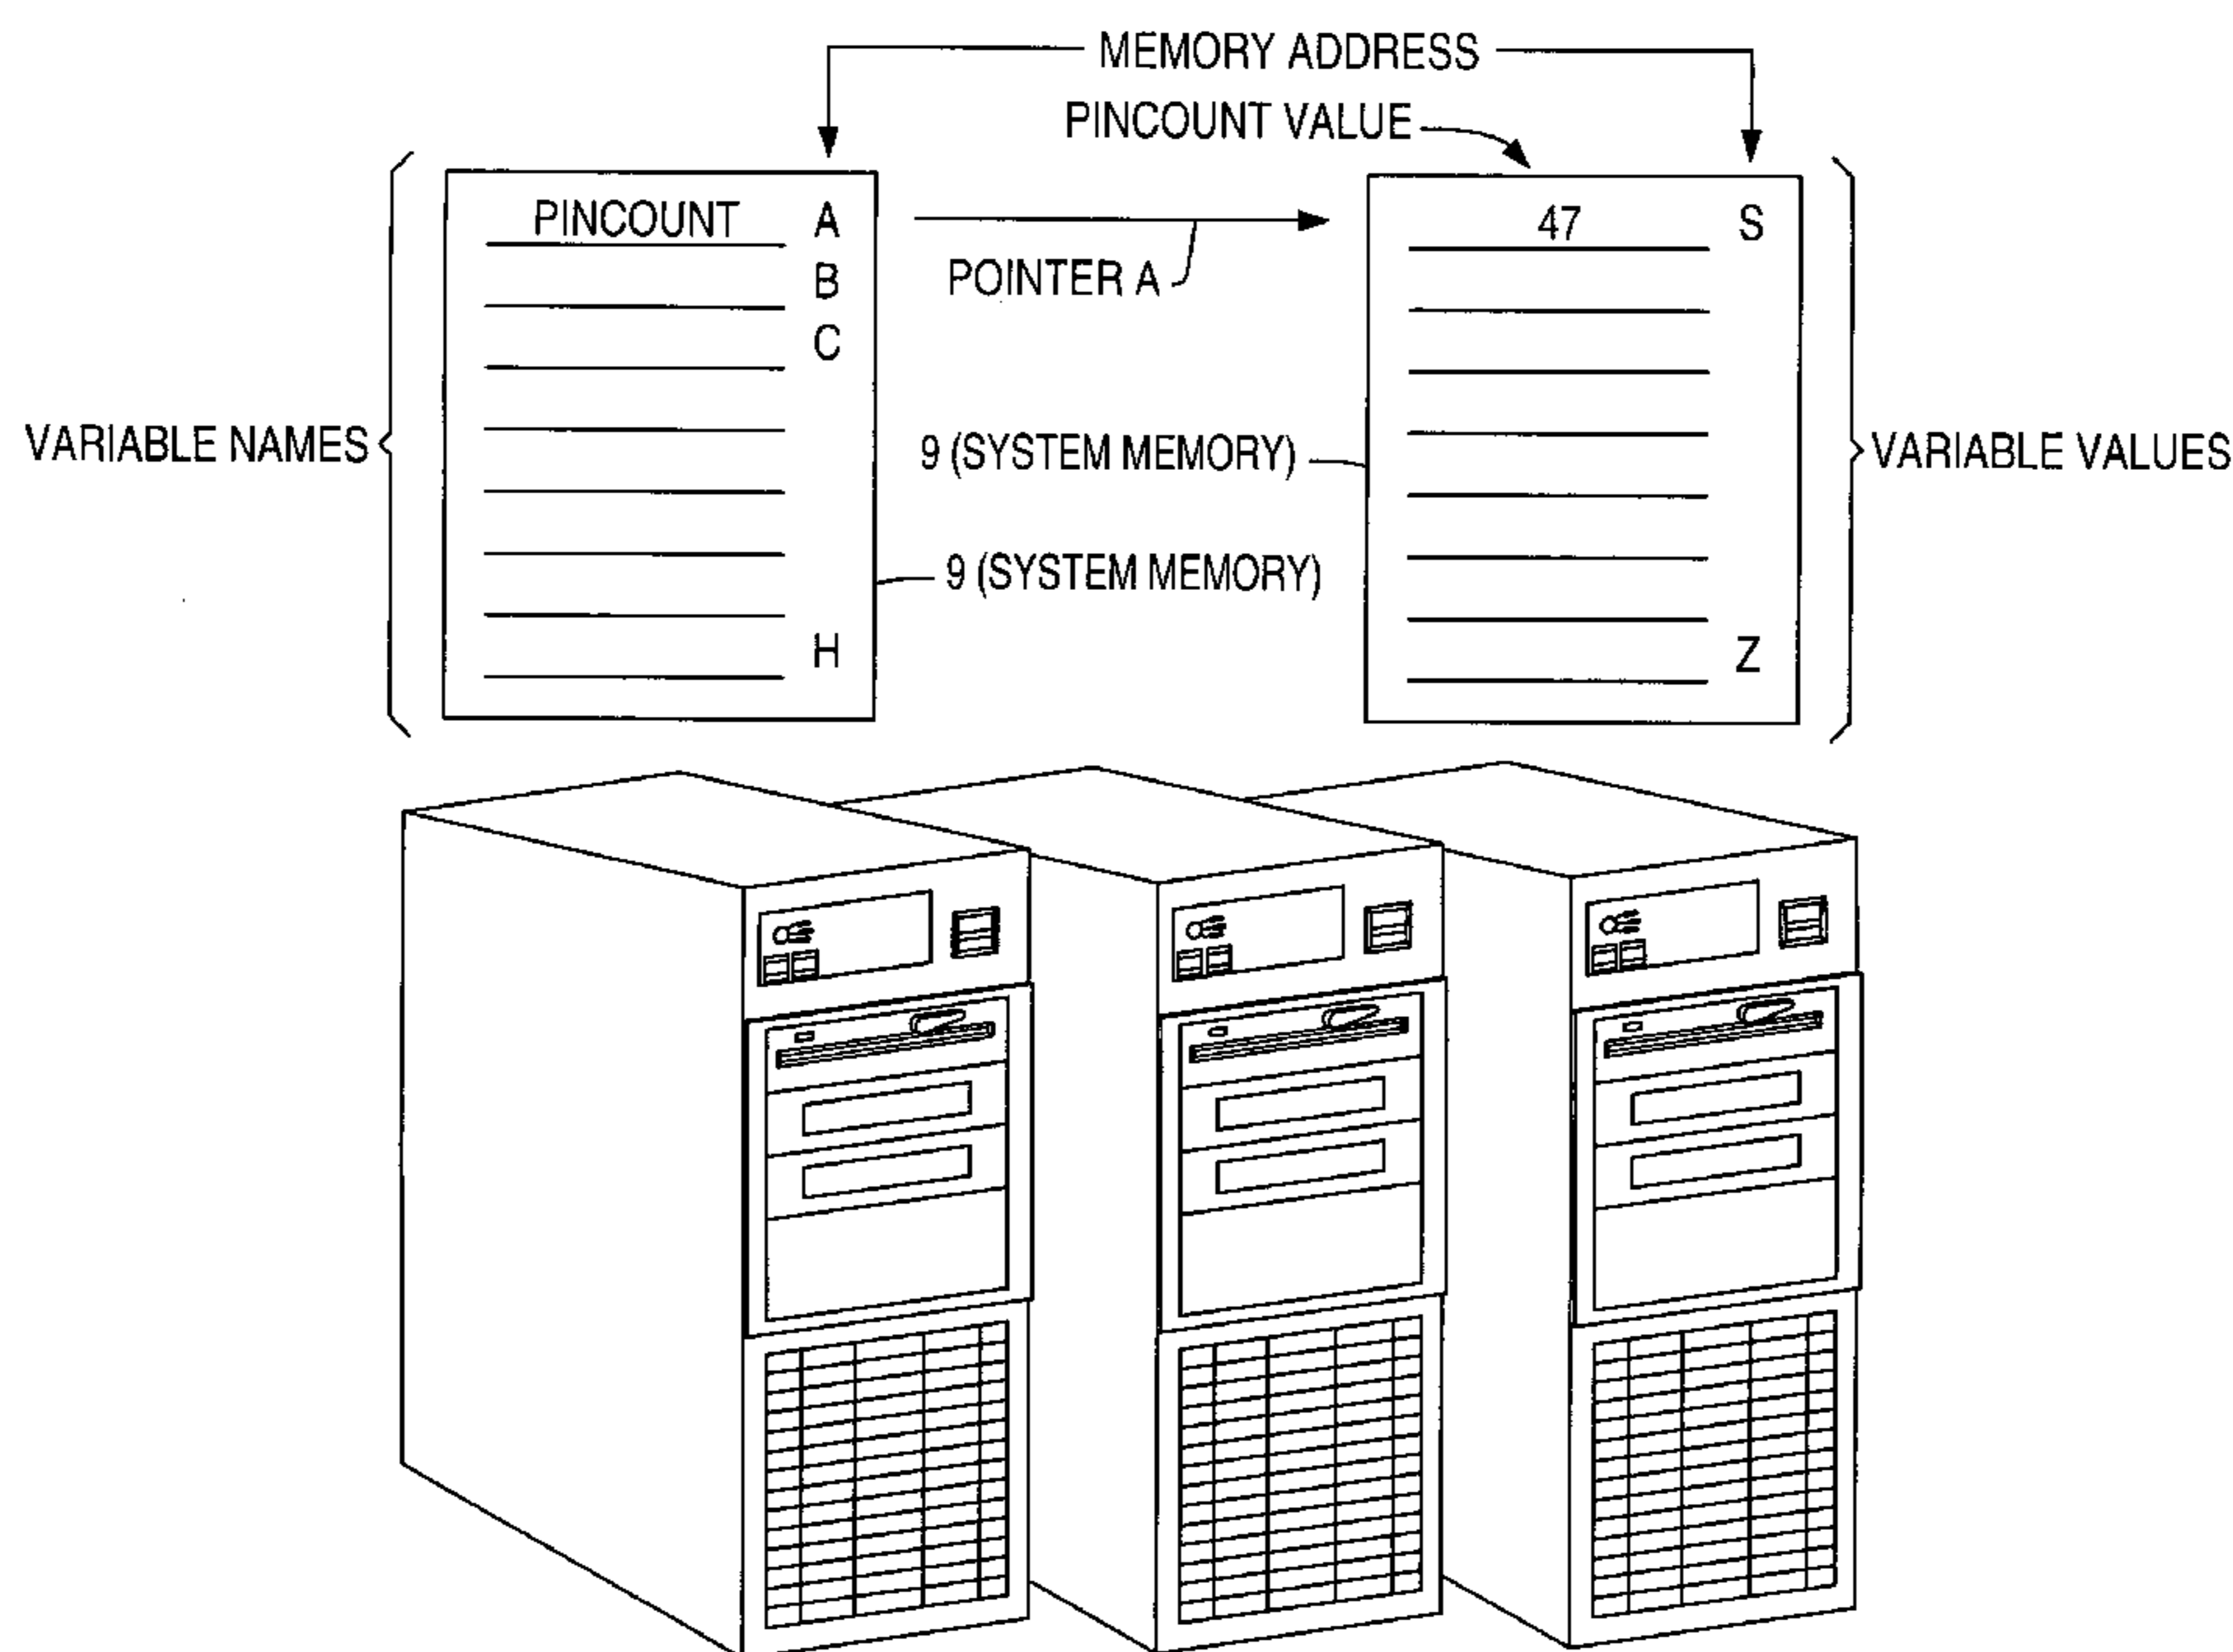 MEMORY ADDRESS
PINCOUNT VALUE
PINCOUNT A
B
C
H
POINTER A
47 S
Z
VARIABLE NAMES
9 (SYSTEM MEMORY)
9 (SYSTEM MEMORY)
VARIABLE VALUES